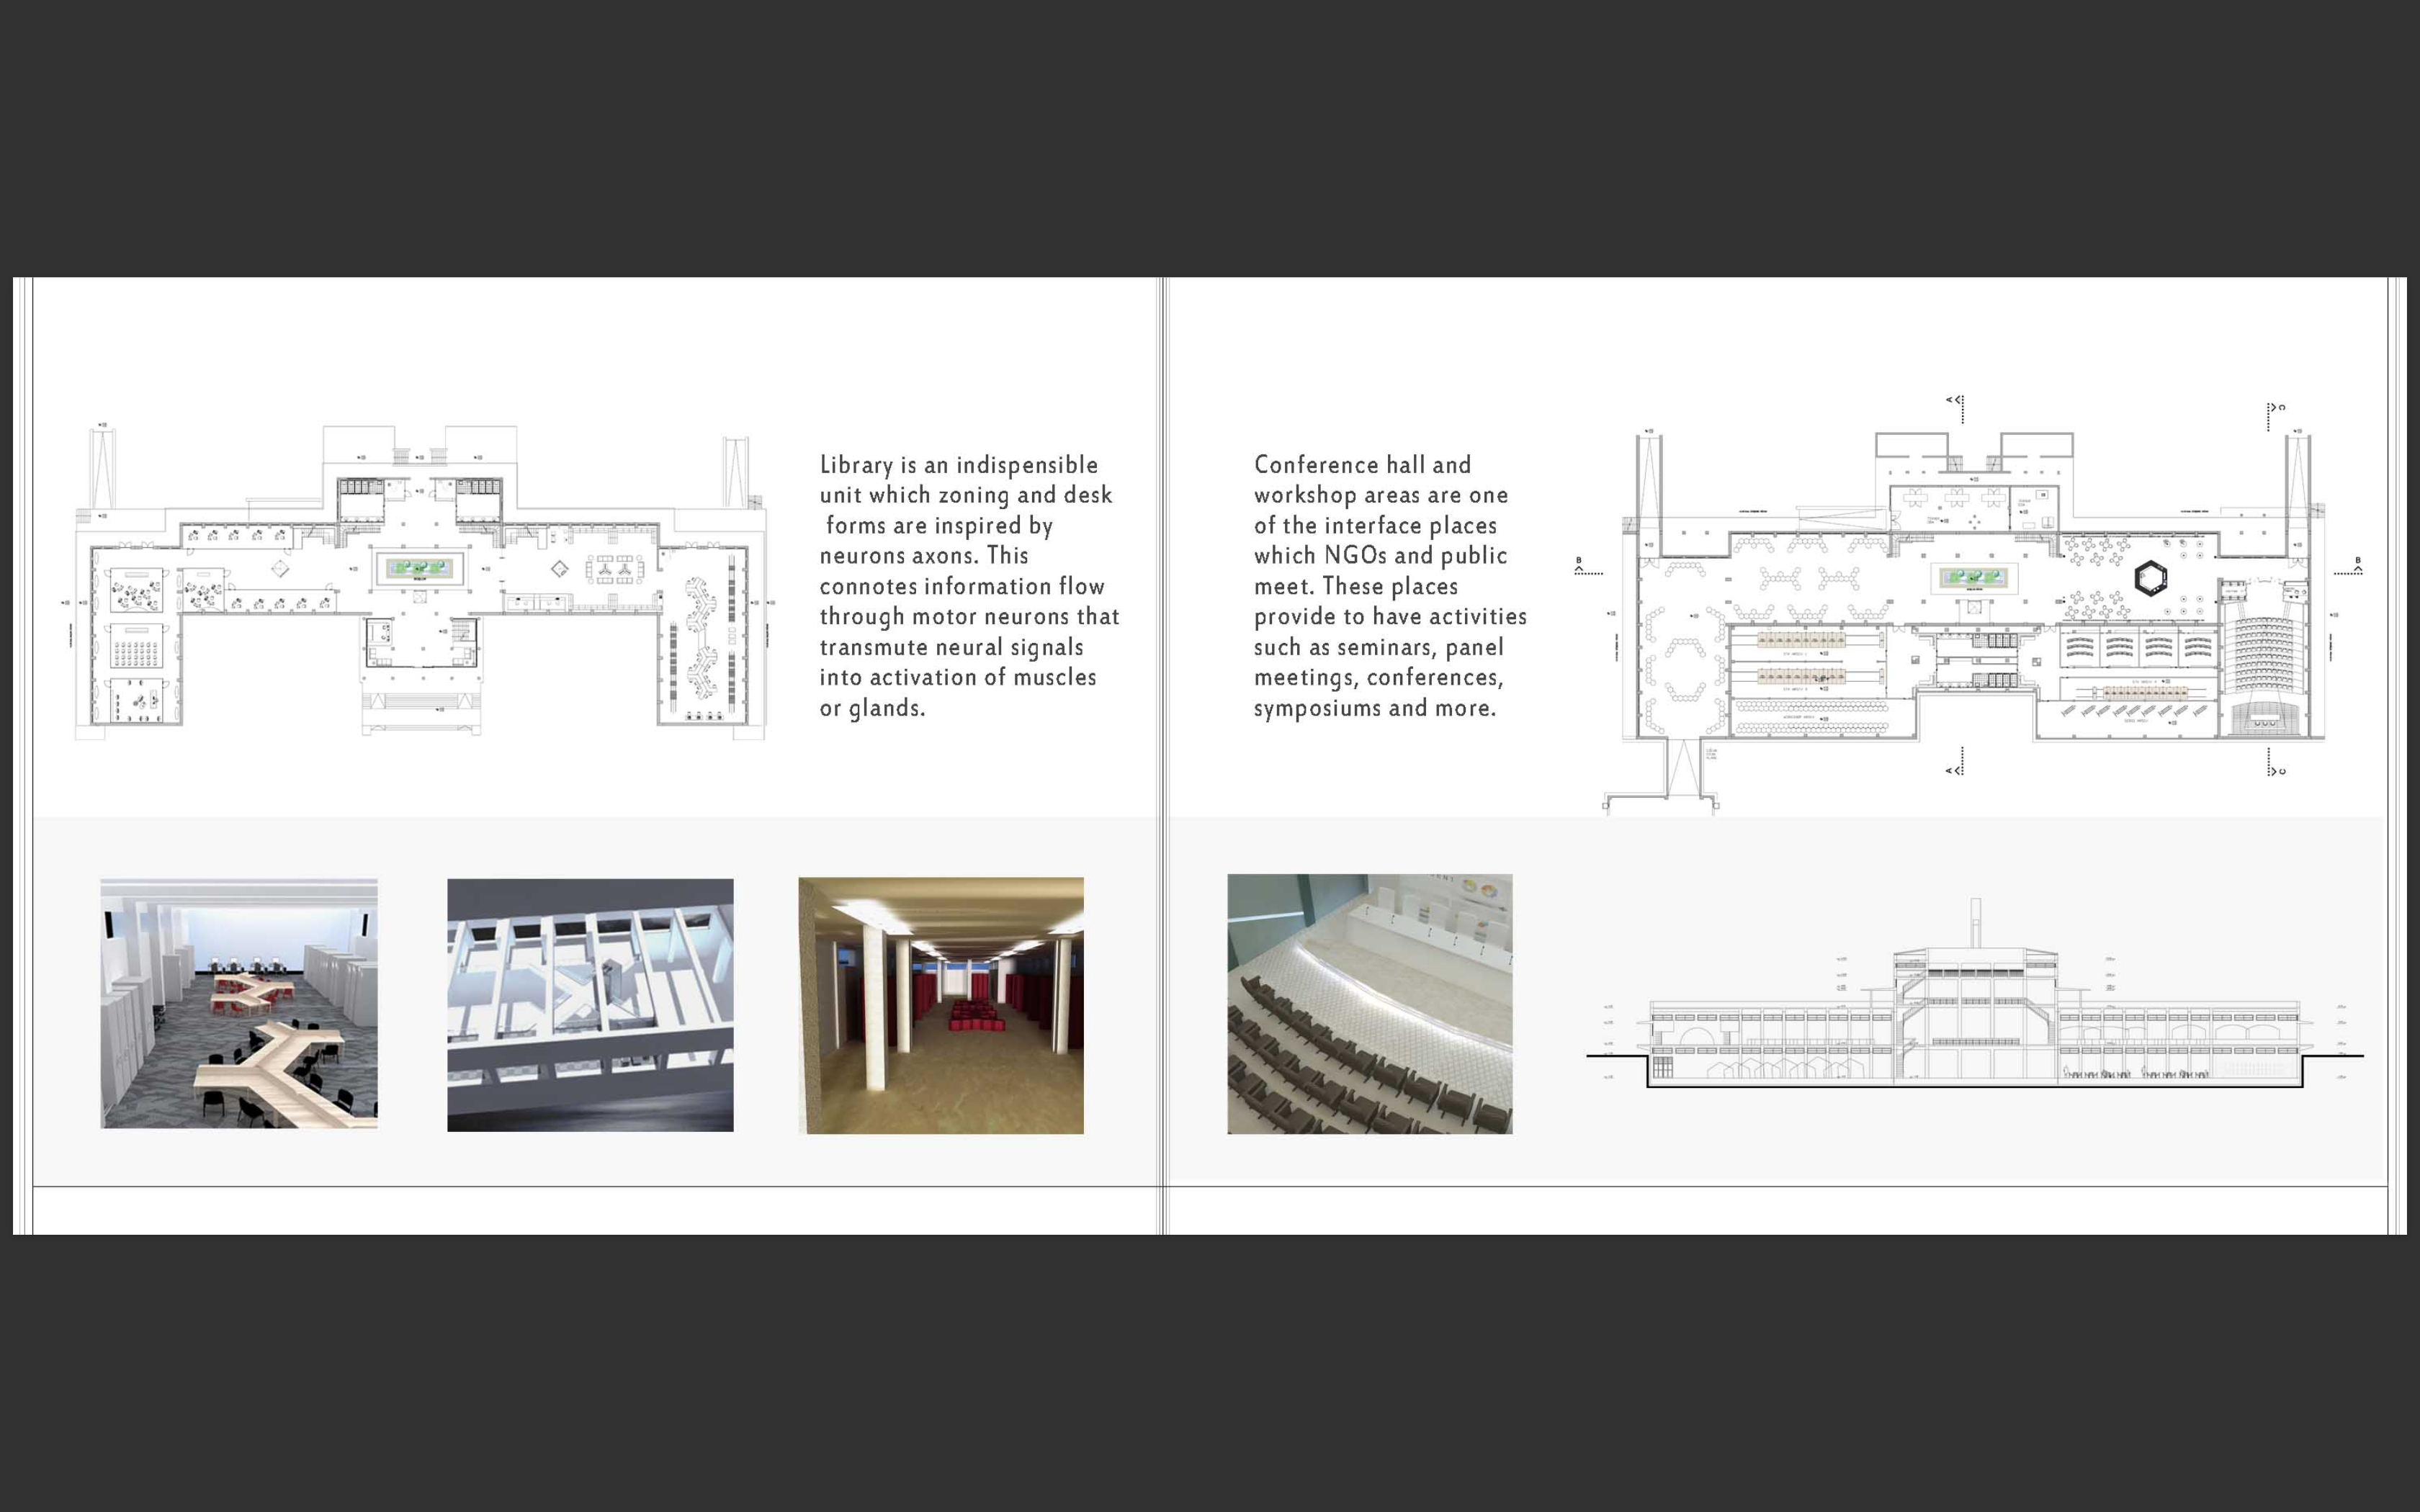 Library is an indispensible
unit which zoning and desk
forms are inspired by
neurons axons. This
connotes information flow
through motor neurons that
transmute neural signals
into activation of muscles
or glands.
Conference hall and
workshop areas are one
of the interface places
which NGOs and public
meet. These places
provide to have activities
such as seminars, panel
meetings, conferences,
symposiums and more.
A
C
B
B
A
C